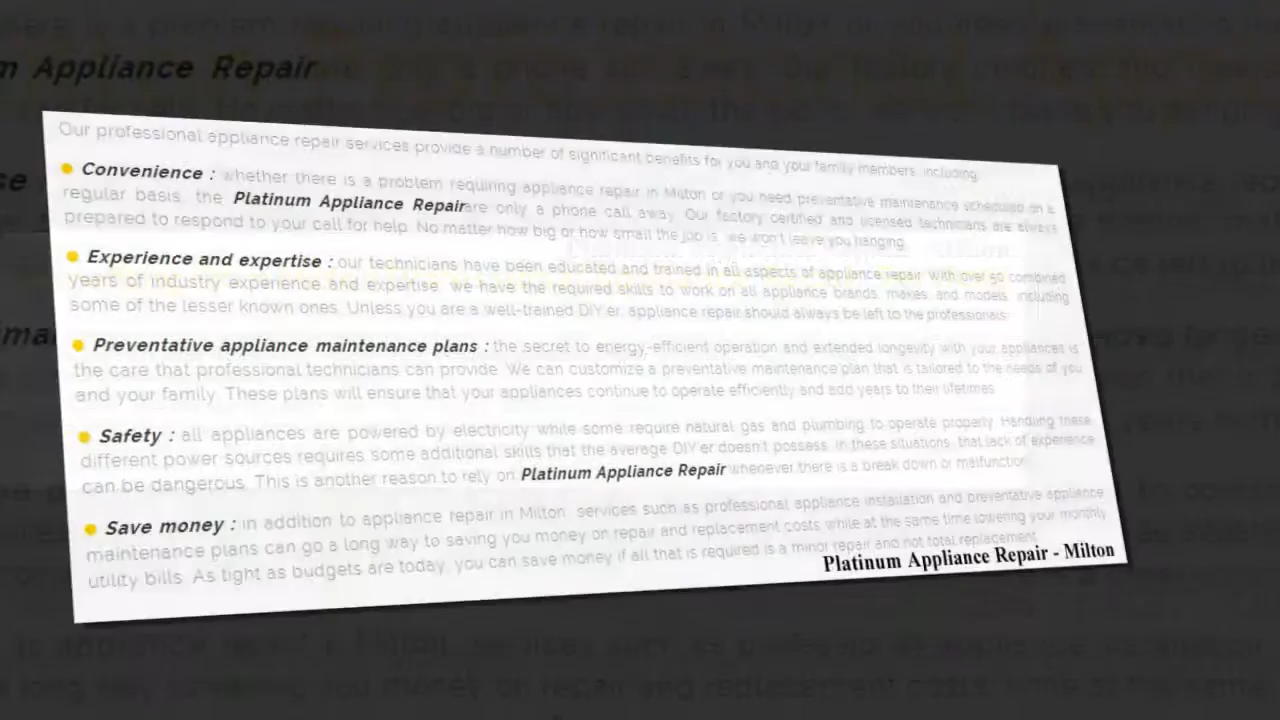 m Appliance Repair
Our professional appliance repair services provide a number of significant benefits for you and your family members, including:
Convenience : whether there is a problem requiring appliance repair in Milton or you need preventative maintenance scheduled on a
regular basis, the Platinum Appliance Repair are only a phone call away. Our factory certified and licensed technicians are always
prepared to respond to your call for help. No matter how big or how small the job is, we won't leave you hanging.
Experience and expertise : our technicians have been educated and trained in all aspects of appliance repair. with over 50 combined
years of industry experience and expertise, we have the required skills to work on all appliance brands, makes, and models, including
some of the lesser known ones. Unless you are a well-trained DIY'er, appliance repair should always be left to the professionals.
Preventative appliance maintenance plans : the secret to energy-efficient operation and extended longevity with your appliances is
the care that professional technicians can provide. We can customize a preventative maintenance plan that is tailored to the needs of you
and your family. These plans will ensure that your appliances continue to operate efficiently and add years to their lifetimes.
Safety : all appliances are powered by electricity while some require natural gas and plumbing to operate properly. Handling these
different power sources requires some additional skills that the average DIY'er doesn't possess. In these situations, that lack of experience
can be dangerous. This is another reason to rely on Platinum Appliance Repair whenever there is a break down or malfunction.
Save money : in addition to appliance repair in Milton, services such as professional appliance installation and preventative appliance
maintenance plans can go a long way to saving you money on repair and replacement costs while at the same time lowering your monthly
utility bills. As tight as budgets are today, you can save money if all that is required is a minor repair and not total replacement.
Platinum Appliance Repair - Milton